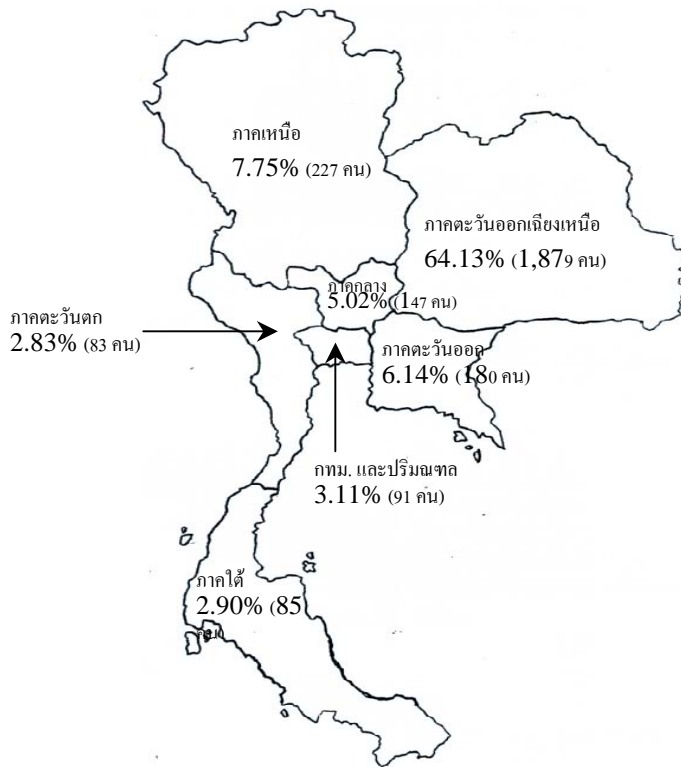 ภาคเหนือ
7.75% (227 คน)
ภาคตะวันออกเฉียงเหนือ
64.13% (1,879 คน)
ภาคกลาง
5.02% (147 คน)
ภาคตะวันตก
2.83% (83 คน)
ภาคตะวันออก
6.14% (180 คน)
กทม. และปริมณฑล
3.11% (91 คน)
ภาคใต้
2.90% (85